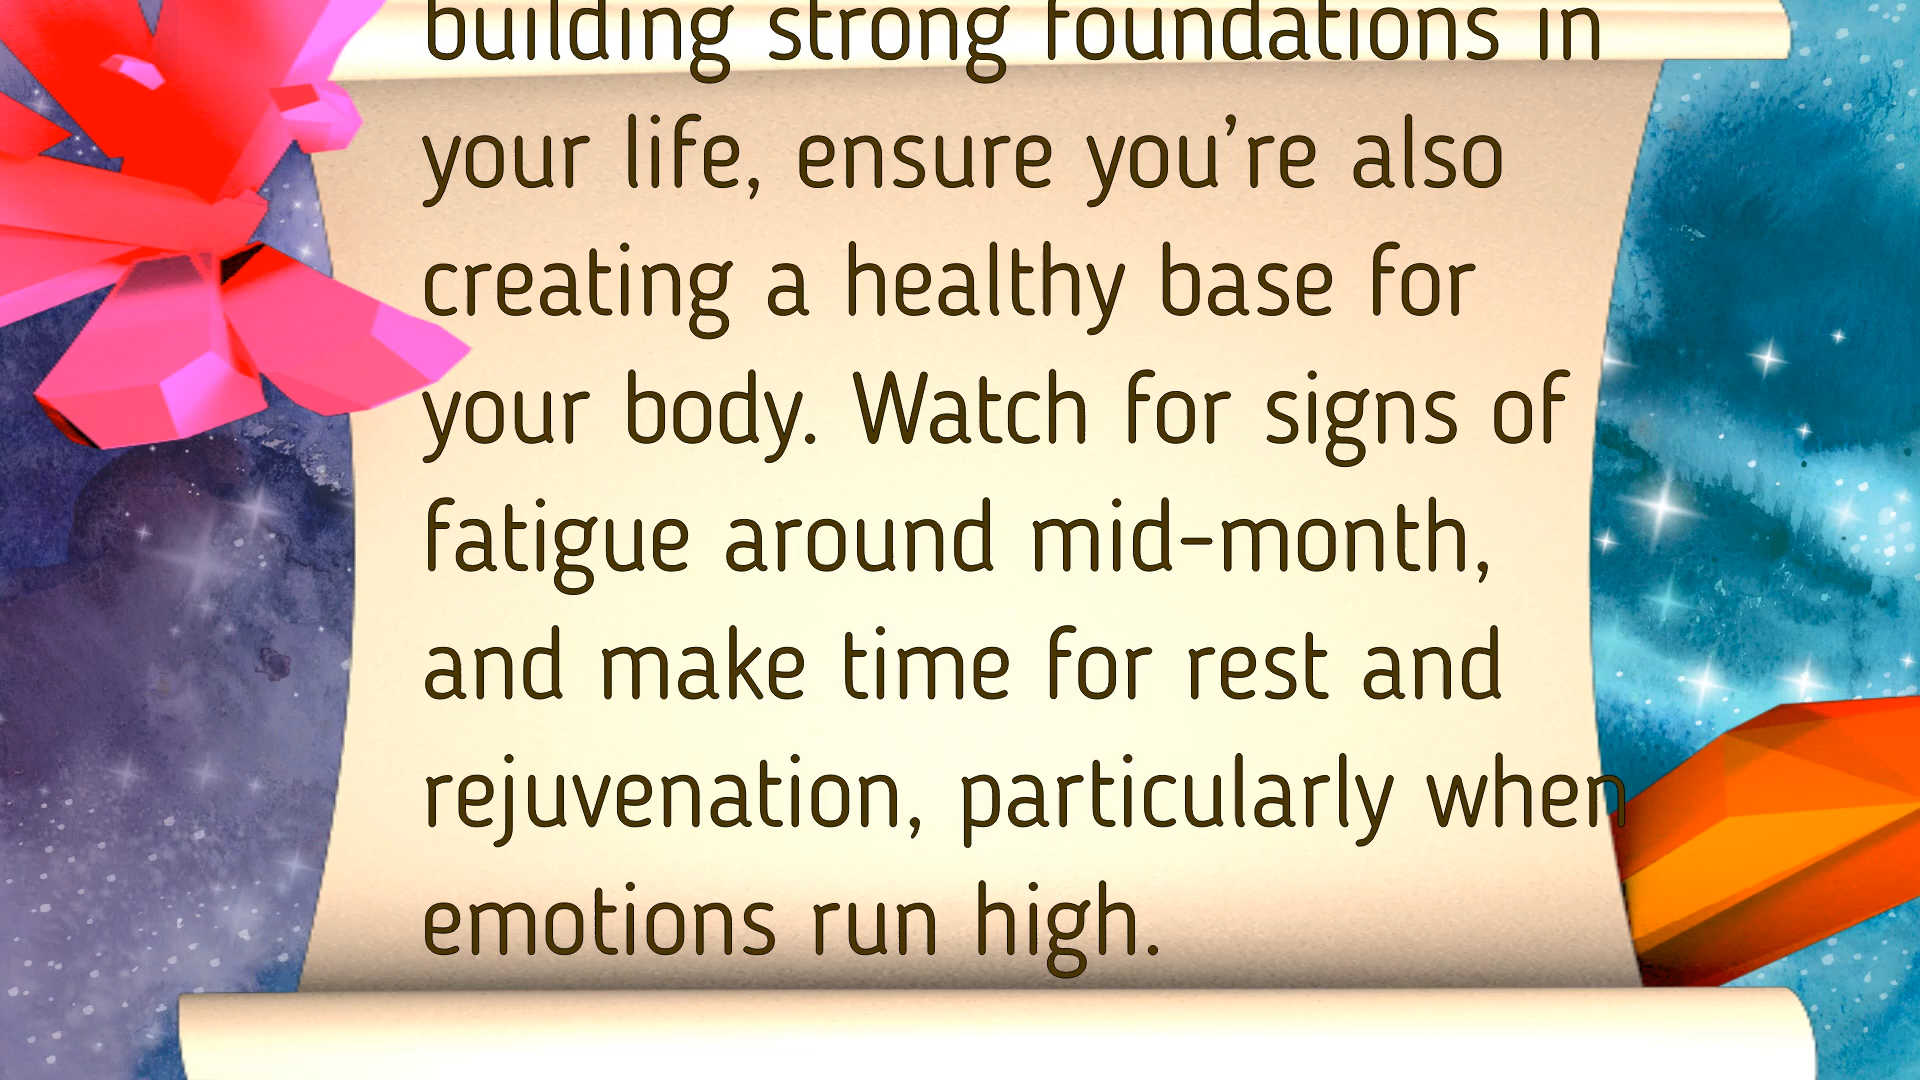 building strong foundations in
your life, ensure you’re also
creating a healthy base for
your body. Watch for signs of
fatigue around mid-month,
and make time for rest and
rejuvenation, particularly when
emotions run high.